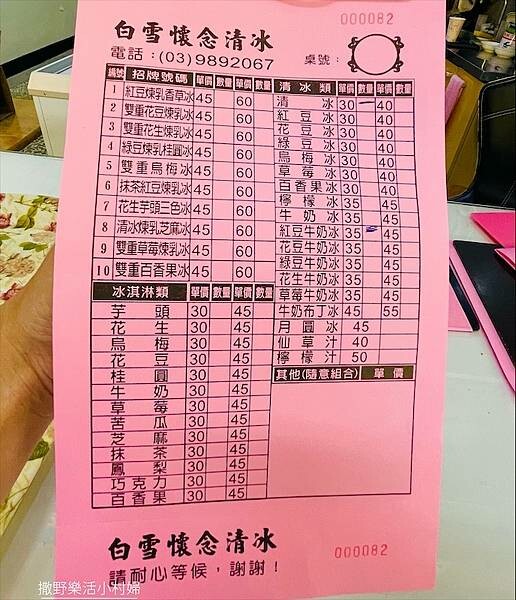 000082
白雪懷念清冰
電話：(03)9892067
桌號：
編號 招牌號碼 單價 數量 單價 數量
1 紅豆煉乳香草冰 45 60
2 雙重花豆煉乳冰 45 60
3 雙重花生煉乳冰 45 60
4 綠豆煉乳桂圓冰 45 60
5 雙重烏梅冰 45 60
6 抹茶紅豆煉乳冰 45 60
7 花生芋頭三色冰 45 60
8 清冰煉乳芝麻冰 45 60
9 雙重草莓煉乳冰 45 60
10 雙重百香果冰 45 60
冰淇淋類 單價 數量 單價 數量
芋頭 30 45
花生 30 45
烏梅 30 45
花豆 30 45
桂圓 30 45
牛奶 30 45
草莓 30 45
苦瓜 30 45
芝麻 30 45
抹茶 30 45
鳳梨 30 45
巧克力 30 45
百香果 30 45
清冰類 單價 數量 單價 數量
清冰 30 40
紅豆冰 30 40
花豆冰 30 40
綠豆冰 30 40
烏梅冰 30 40
草莓冰 30 40
百香果冰 30 40
檸檬冰 35 45
牛奶冰 35 45
紅豆牛奶冰 35 45
花豆牛奶冰 35 45
綠豆牛奶冰 35 45
花生牛奶冰 35 45
草莓牛奶冰 35 45
牛奶布丁冰 45 55
月圓冰 45
仙草汁 40
檸檬汁 50
其他(隨意組合) 單價
白雪懷念清冰
請耐心等候，謝謝！
000082
撒野樂活小村婦